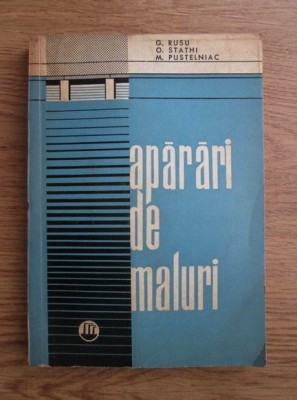 G. RUSU
O. STATHI
M. PUSTELNIAC
apărări
de
maluri